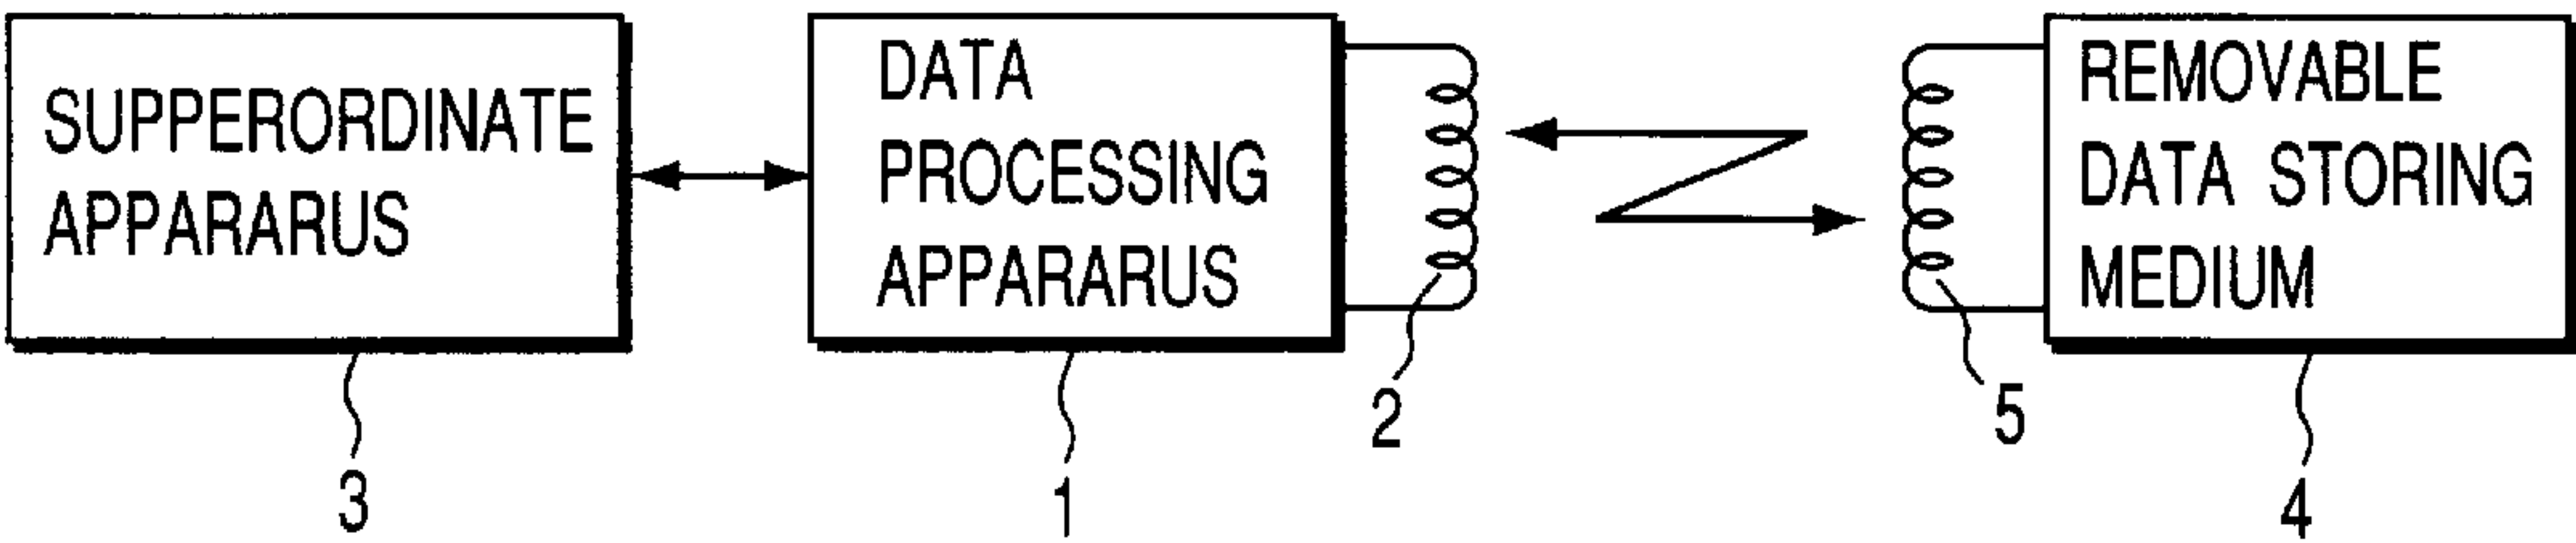 SUPPERORDINATE
APPARARUS
DATA
PROCESSING
APPARARUS
REMOVABLE
DATA STORING
MEDIUM
3
1
2
5
4